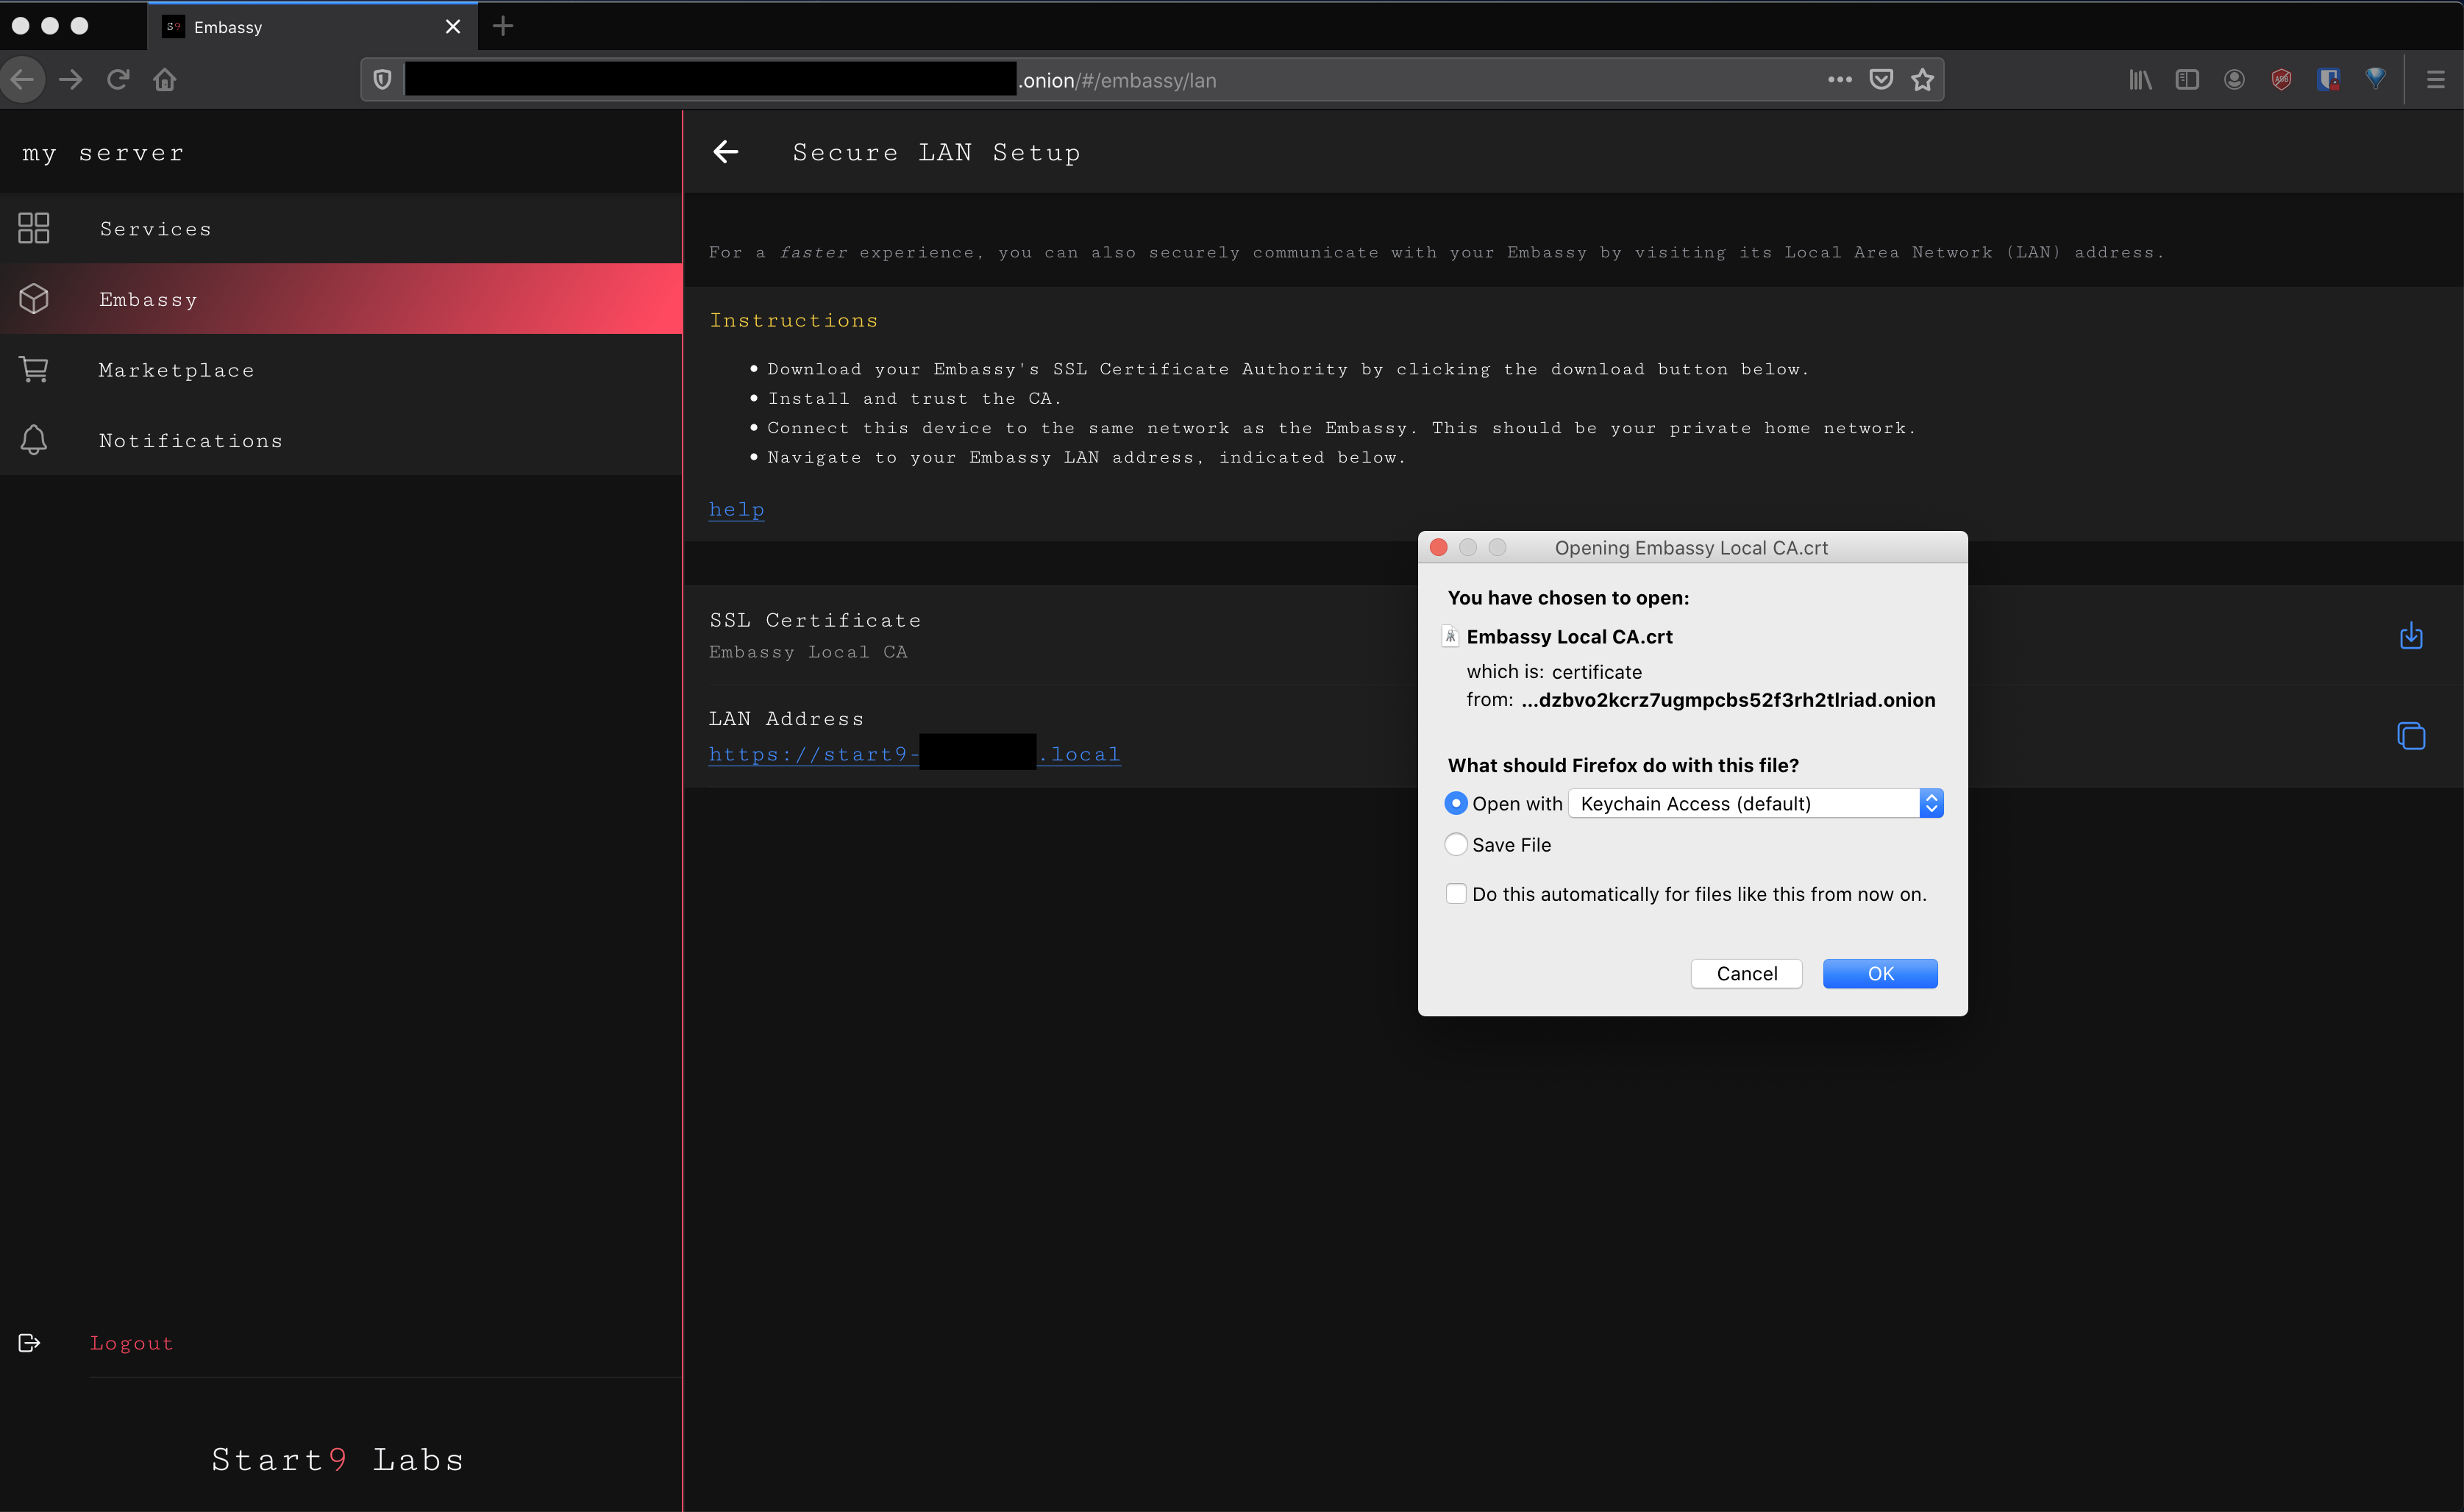 S9 Embassy
.onion/#/embassy/lan
ABP
my server
Services
Embassy
Marketplace
Notifications
Logout
Start9 Labs
Secure LAN Setup
For a faster experience, you can also securely communicate with your Embassy by visiting its Local Area Network (LAN) address.
Instructions
• Download your Embassy's SSL Certificate Authority by clicking the download button below.
• Install and trust the CA.
• Connect this device to the same network as the Embassy. This should be your private home network.
• Navigate to your Embassy LAN address, indicated below.
help
SSL Certificate
Embassy Local CA
LAN Address
https://start9- .local
Opening Embassy Local CA.crt
You have chosen to open:
Embassy Local CA.crt
which is: certificate
from: ...dzbvo2kcrz7ugmpcbs52f3rh2tlriad.onion
What should Firefox do with this file?
Open with Keychain Access (default)
Save File
Do this automatically for files like this from now on.
Cancel OK